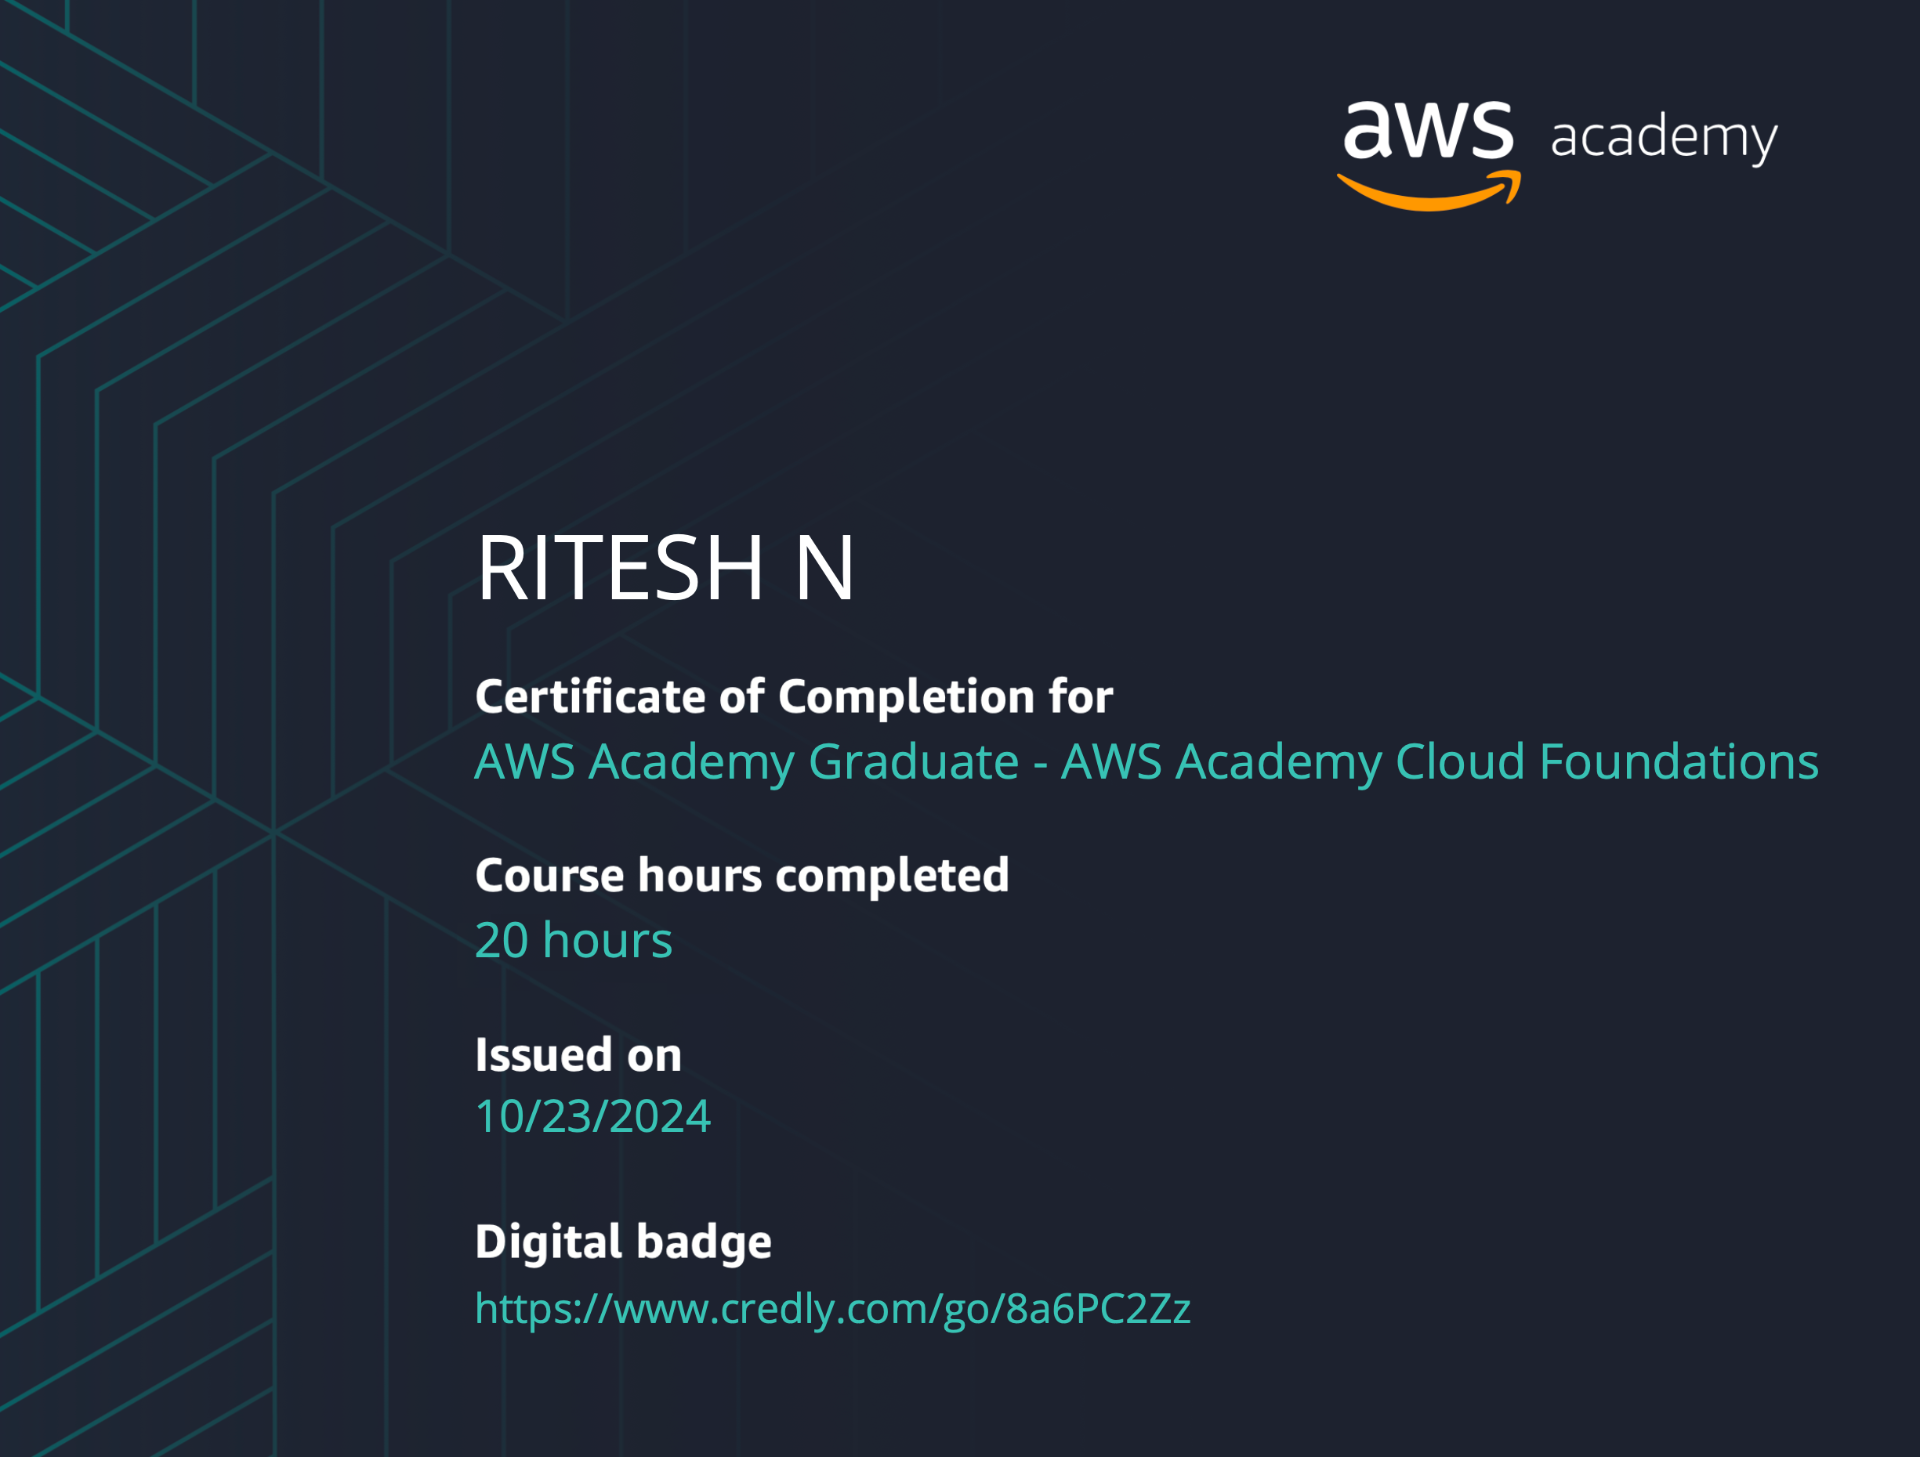 aws academy
RITESH N
Certificate of Completion for
AWS Academy Graduate - AWS Academy Cloud Foundations
Course hours completed
20 hours
Issued on
10/23/2024
Digital badge
https://www.credly.com/go/8a6PC2Zz